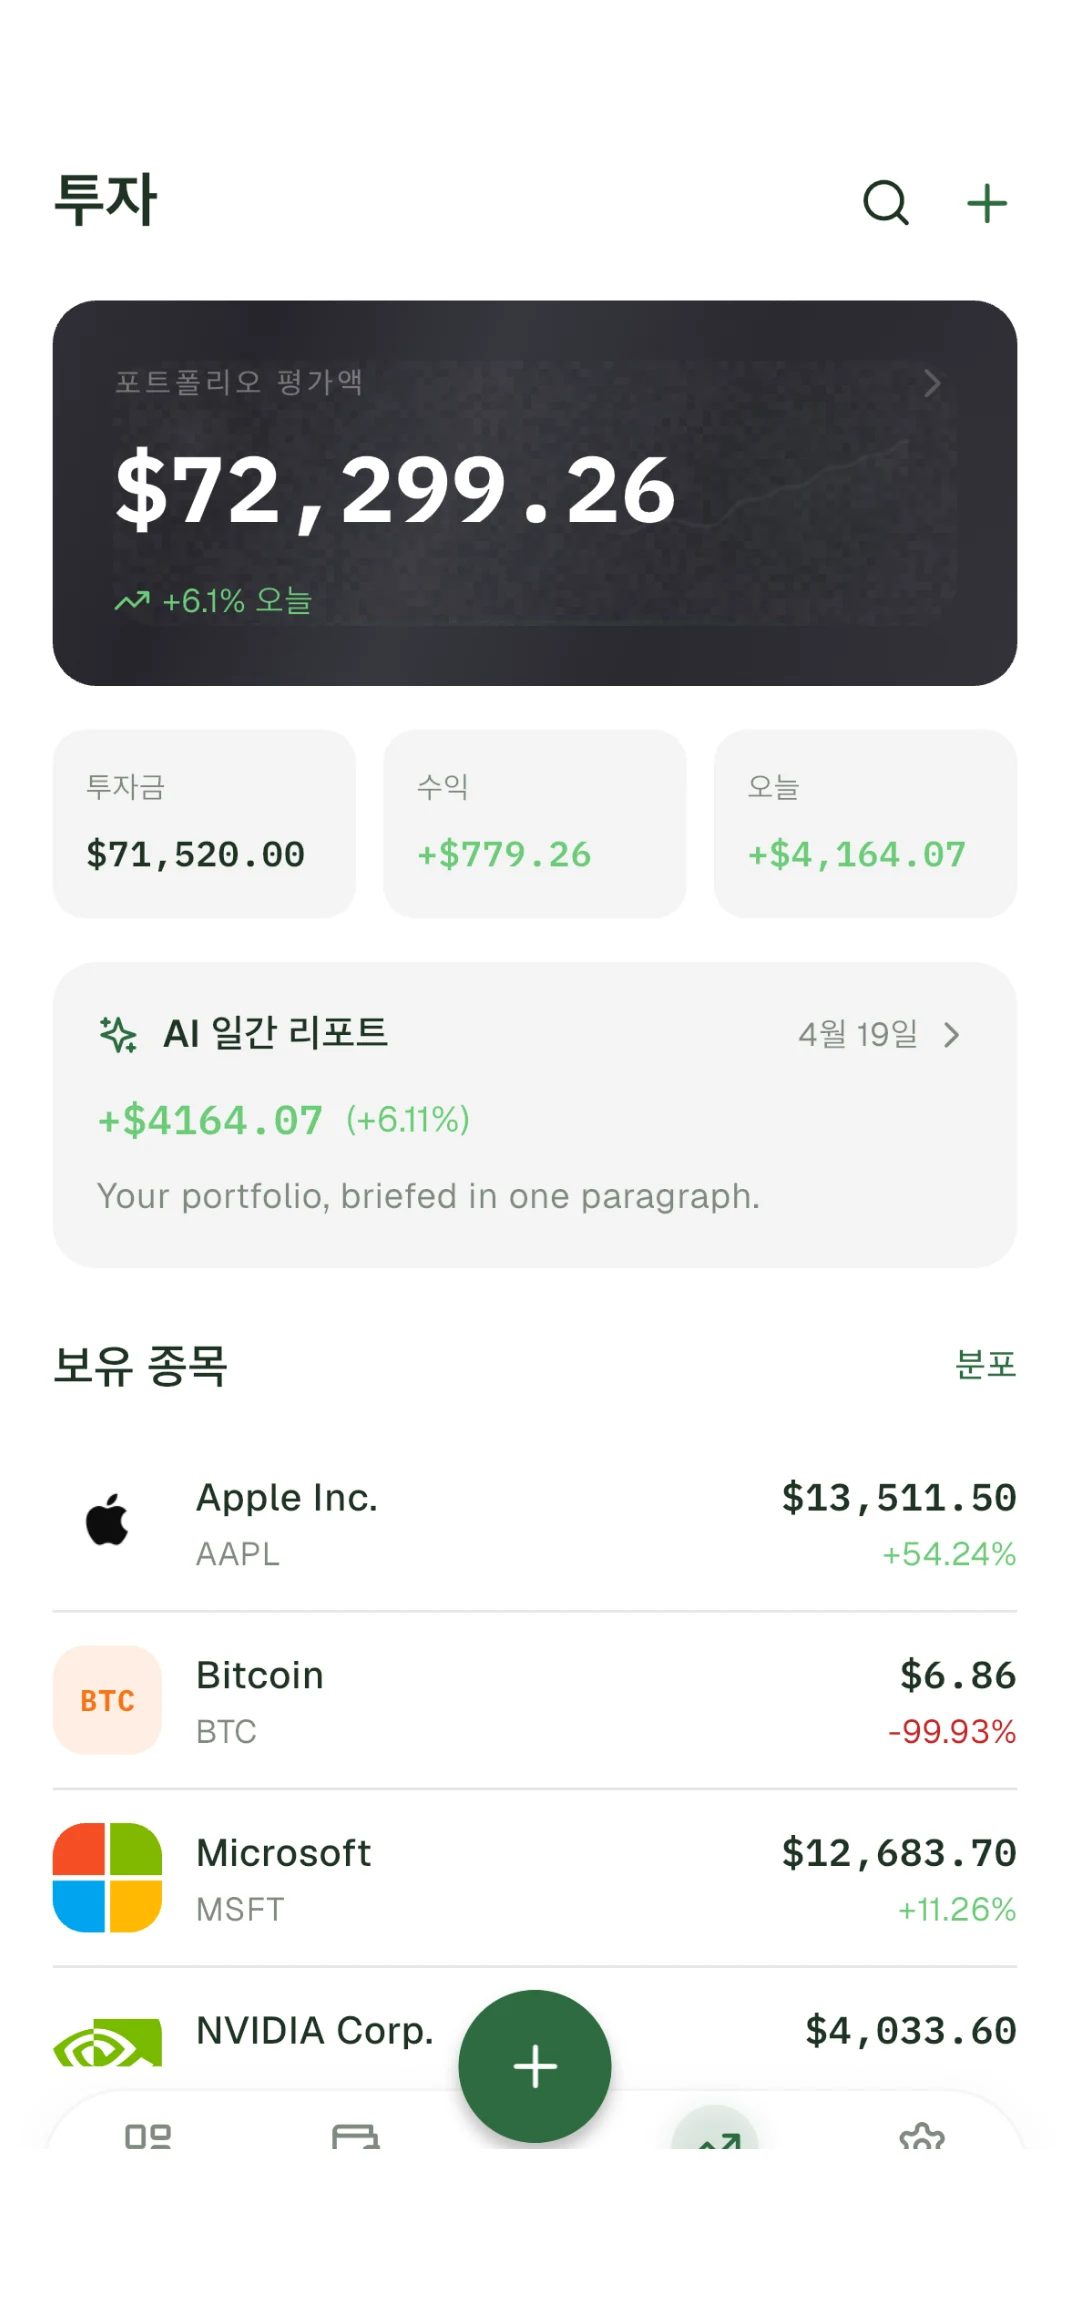 투자
포트폴리오 평가액
$72,299.26
+6.1% 오늘
투자금
$71,520.00
수익
+$779.26
오늘
+$4,164.07
AI 일간 리포트
4월 19일
+$4164.07 (+6.11%)
Your portfolio, briefed in one paragraph.
보유 종목
분포
Apple Inc.
$13,511.50
AAPL
+54.24%
BTC
Bitcoin
$6.86
BTC
-99.93%
Microsoft
$12,683.70
MSFT
+11.26%
NVIDIA Corp.
$4,033.60